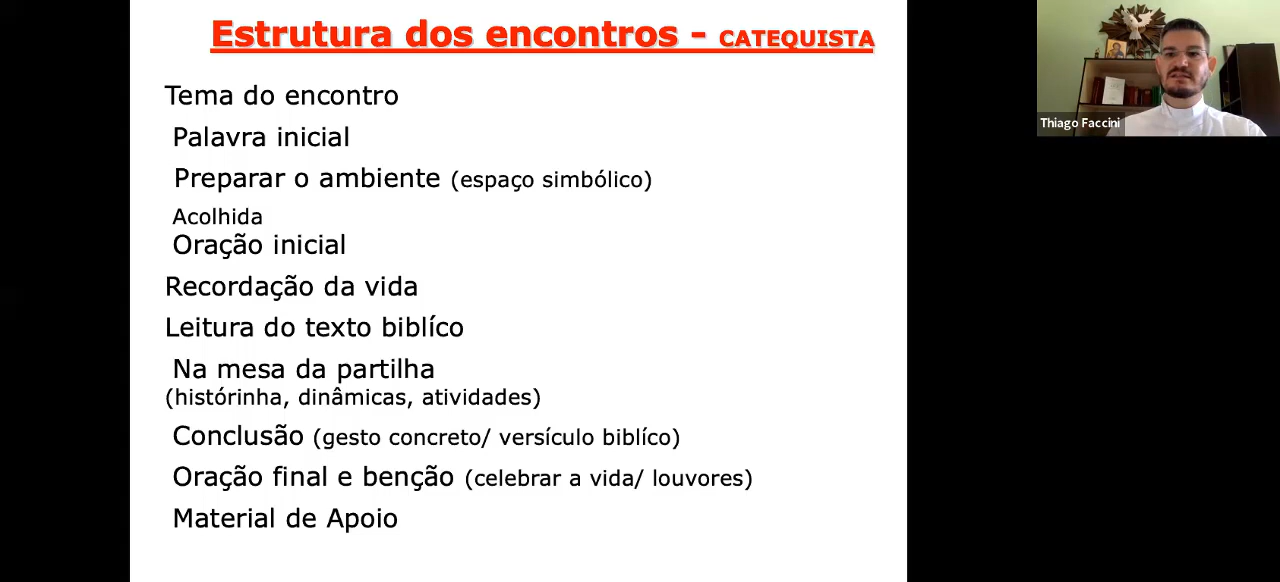 Estrutura dos encontros - CATEQUISTA
Tema do encontro
Palavra inicial
Preparar o ambiente (espaço simbólico)
Acolhida
Oração inicial
Recordação da vida
Leitura do texto biblíco
Na mesa da partilha
(histórinha, dinâmicas, atividades)
Conclusão (gesto concreto/ versículo biblíco)
Oração final e benção (celebrar a vida/ louvores)
Material de Apoio
Thiago Faccini